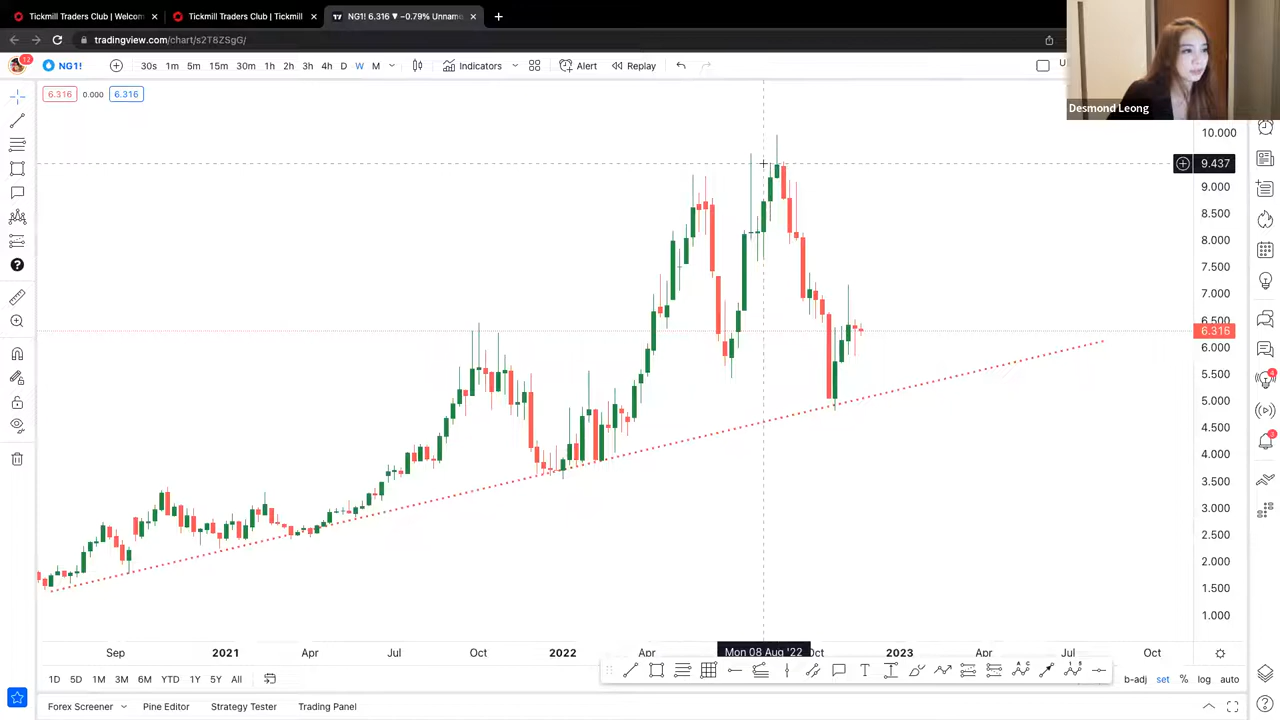 Tickmill Traders Club | Welcom
Tickmill Traders Club | Tickmill
NG1! 6.316 ▼ −0.79% Unnamo
tradingview.com/chart/s2T8ZSgG/
12
NG1!
30s 1m 5m 15m 30m 1h 2h 3h 4h D W M
Indicators
Alert
Replay
6.316 0.000 6.316
Desmond Leong
10.000
9.437
9.000
8.500
8.000
7.500
7.000
6.500
6.316
6.000
5.500
5.000
4.500
4.000
3.500
3.000
2.500
2.000
1.500
1.000
Sep 2021 Apr Jul Oct 2022 Apr Mon 08 Aug '22 2023 Apr Jul Oct
1D 5D 1M 3M 6M YTD 1Y 5Y All
b-adj set % log auto
Forex Screener Pine Editor Strategy Tester Trading Panel